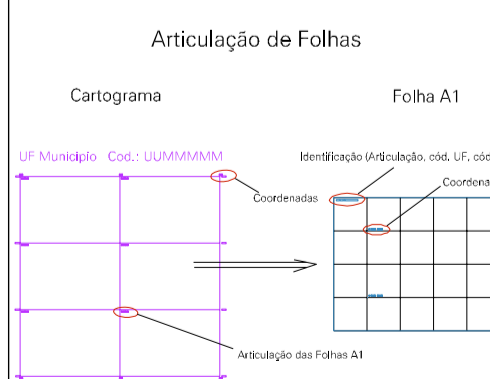 Articulação de Folhas
Cartograma
Folha A1
UF Municipio Cod.: UUMMMMM
Identificação (Articulação, cód. UF, cód
Coordenadas
Coordena
Articulação das Folhas A1